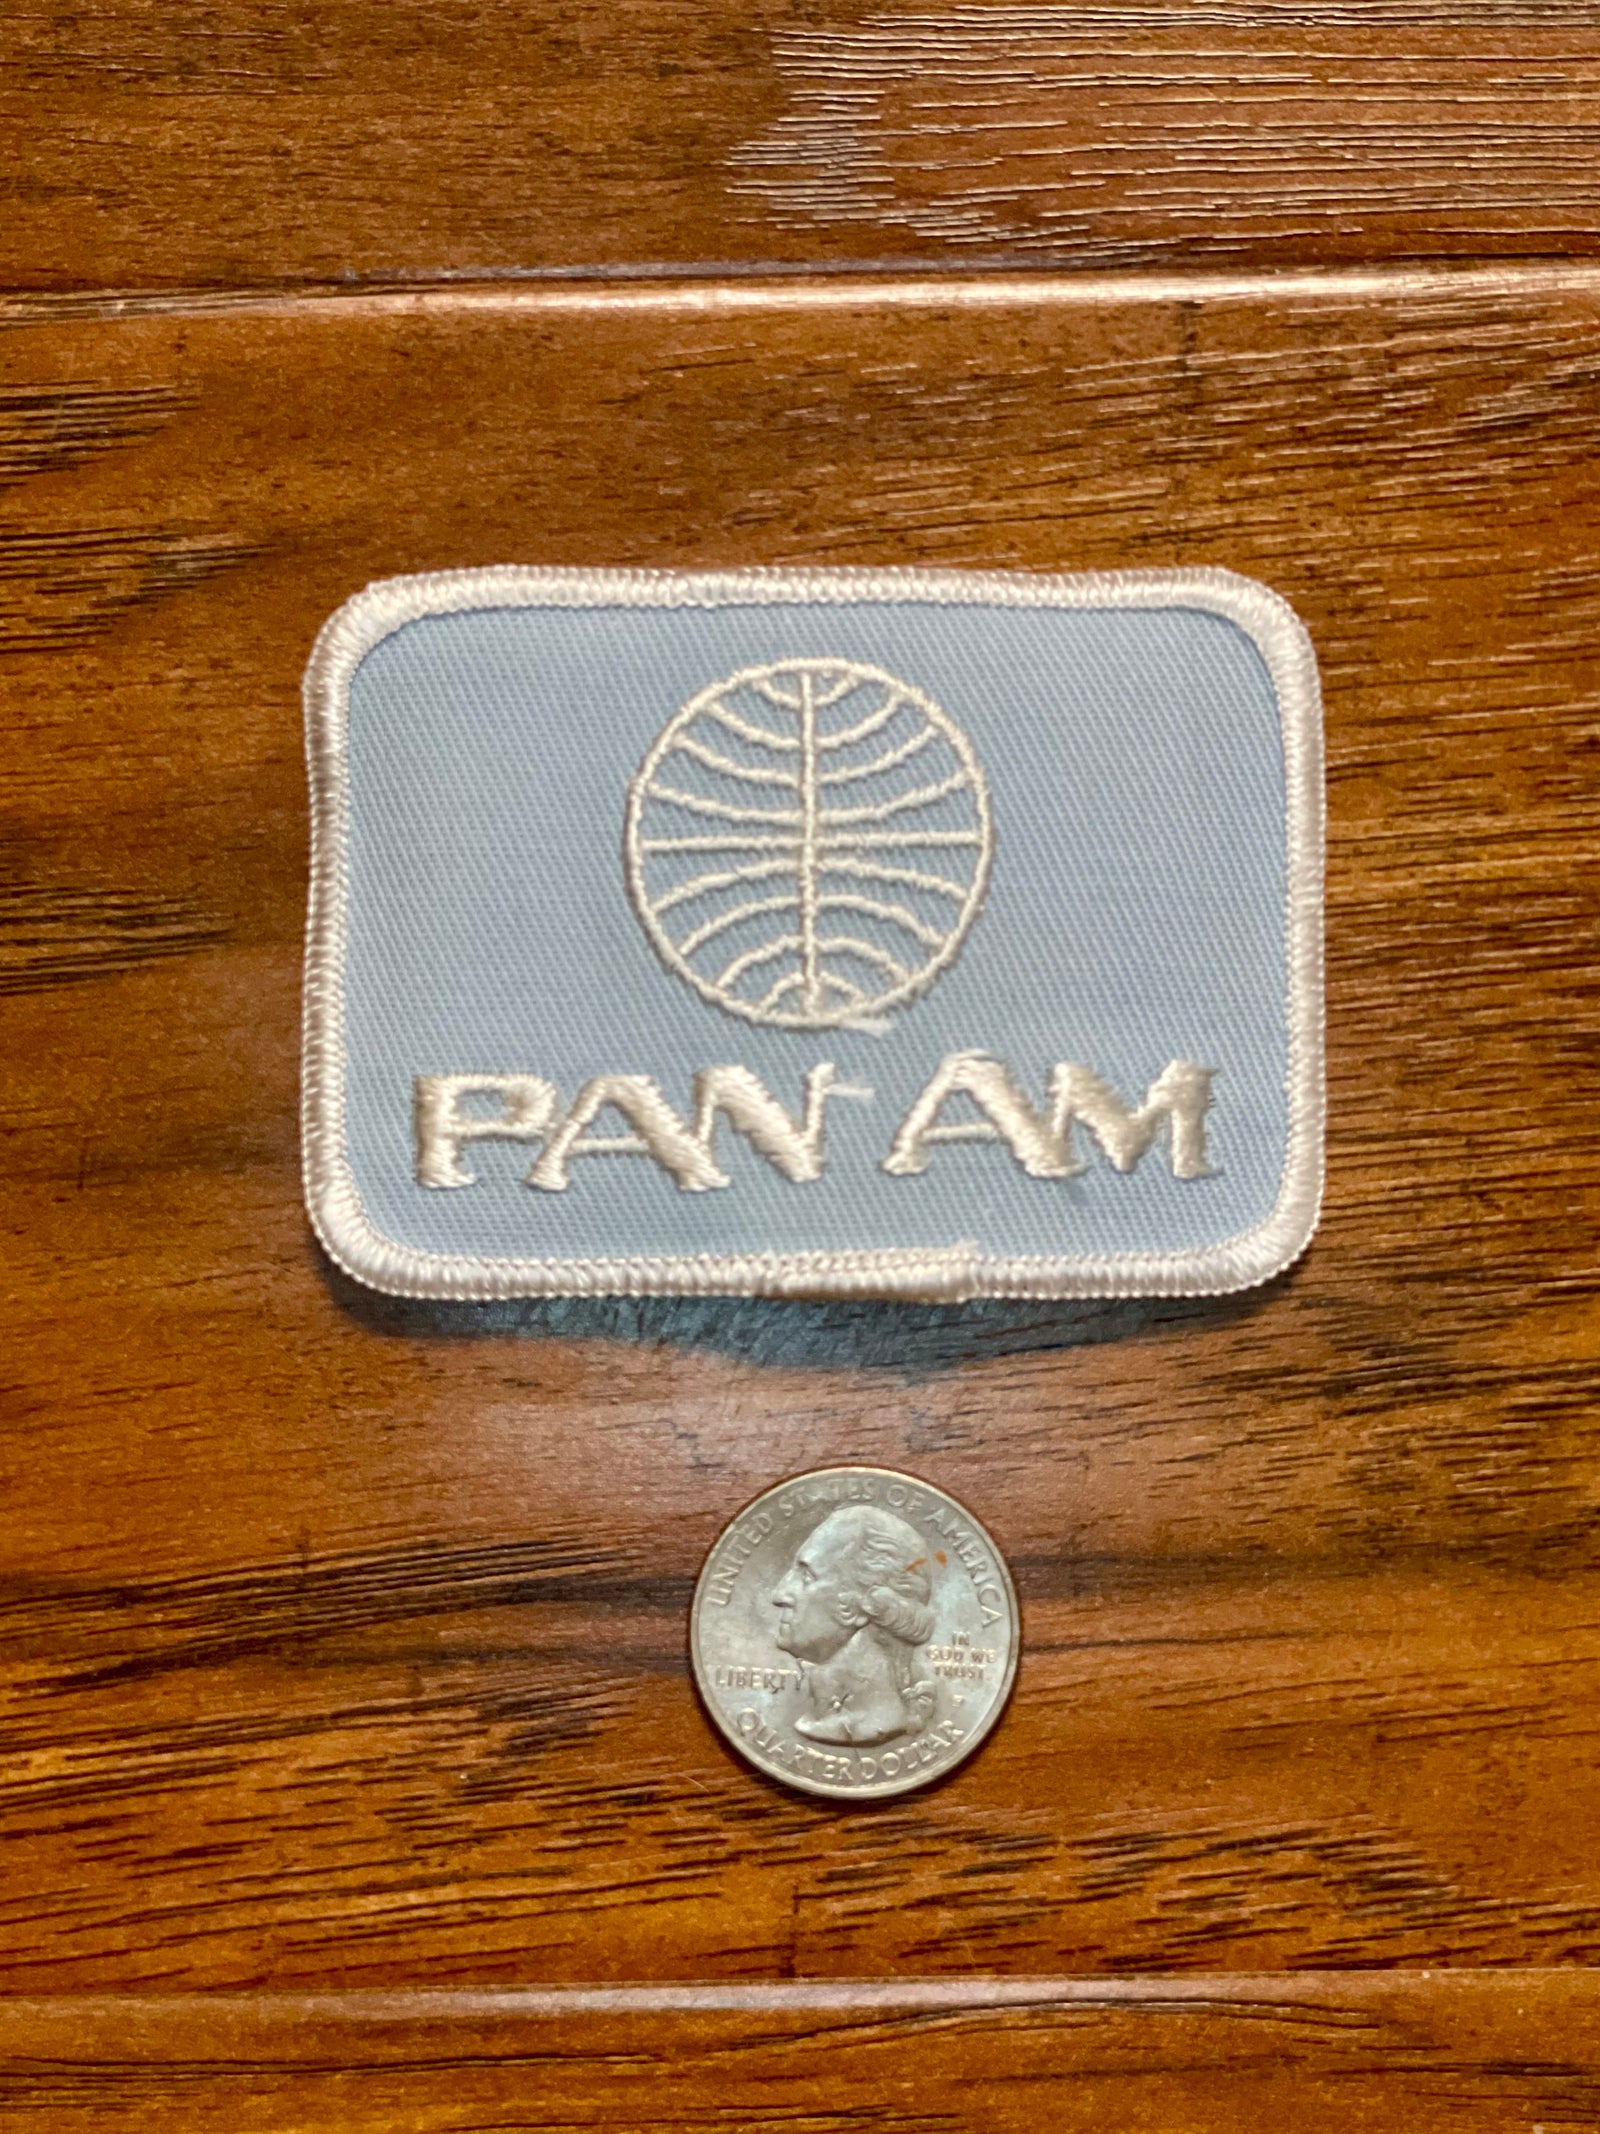 PAN AM
UNITED STATES OF AMERICA
LIBERTY
IN
GOD WE
TRUST
QUARTER DOLLAR